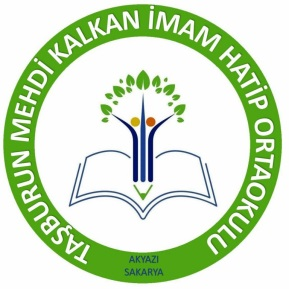 TAŞBURUN MEHDİ KALKAN İMAM HATİP ORTAOKULU
AKYAZI
SAKARYA